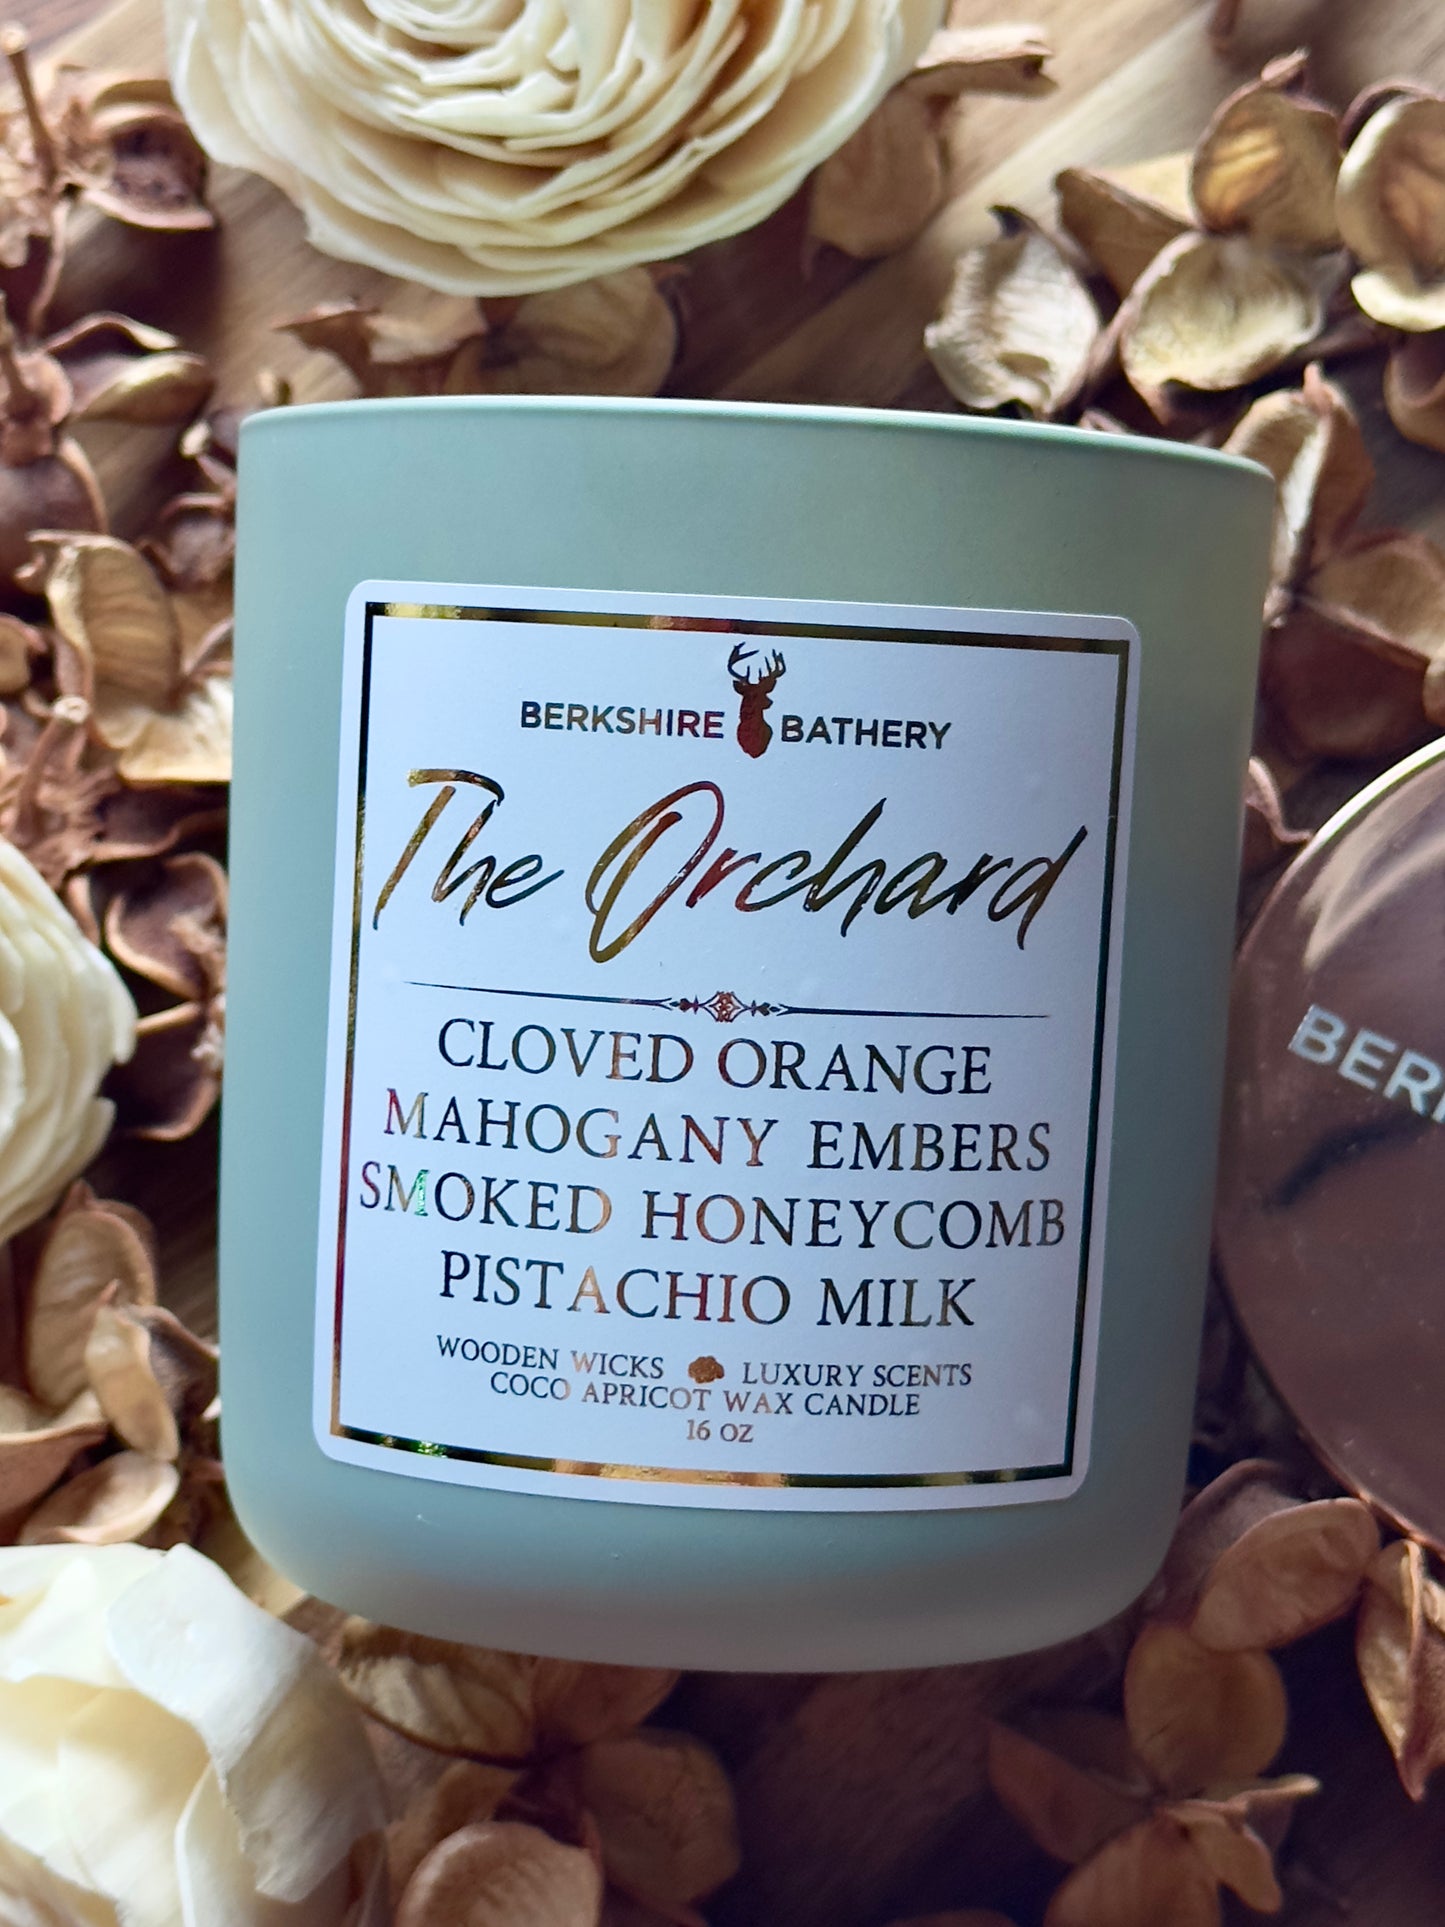 BERKSHIRE BATHERY
The Orchard
CLOVED ORANGE
MAHOGANY EMBERS
SMOKED HONEYCOMB
PISTACHIO MILK
WOODEN WICKS LUXURY SCENTS
COCO APRICOT WAX CANDLE
16 OZ